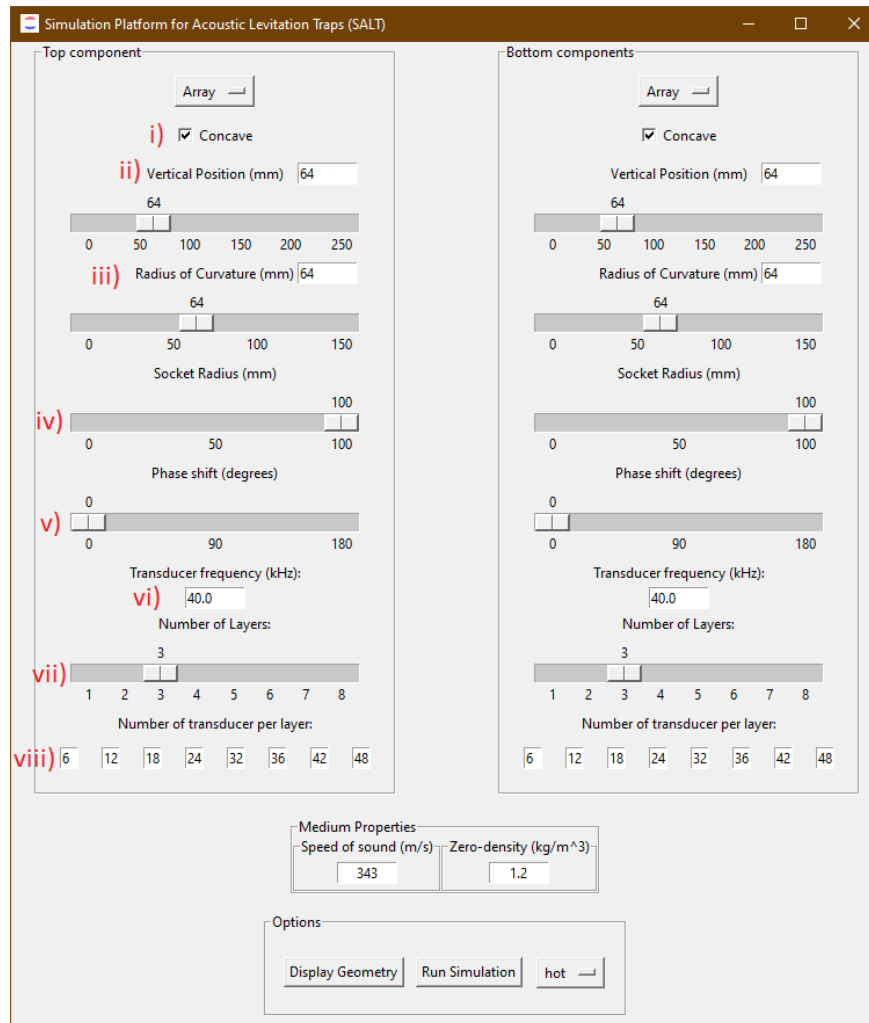 Simulation Platform for Acoustic Levitation Traps (SALT)
Top component
Array
i) Concave
ii) Vertical Position (mm) 64
64
0 50 100 150 200 250
iii) Radius of Curvature (mm) 64
64
0 50 100 150
Socket Radius (mm)
100
iv)
0 50 100
Phase shift (degrees)
0
v)
0 90 180
Transducer frequency (kHz):
vi) 40.0
Number of Layers:
3
vii)
1 2 3 4 5 6 7 8
Number of transducer per layer:
viii) 6 12 18 24 32 36 42 48
Bottom components
Array
Concave
Vertical Position (mm) 64
64
0 50 100 150 200 250
Radius of Curvature (mm) 64
64
0 50 100 150
Socket Radius (mm)
100
0 50 100
Phase shift (degrees)
0
0 90 180
Transducer frequency (kHz):
40.0
Number of Layers:
3
1 2 3 4 5 6 7 8
Number of transducer per layer:
6 12 18 24 32 36 42 48
Medium Properties
Speed of sound (m/s) Zero-density (kg/m^3)
343 1.2
Options
Display Geometry Run Simulation hot